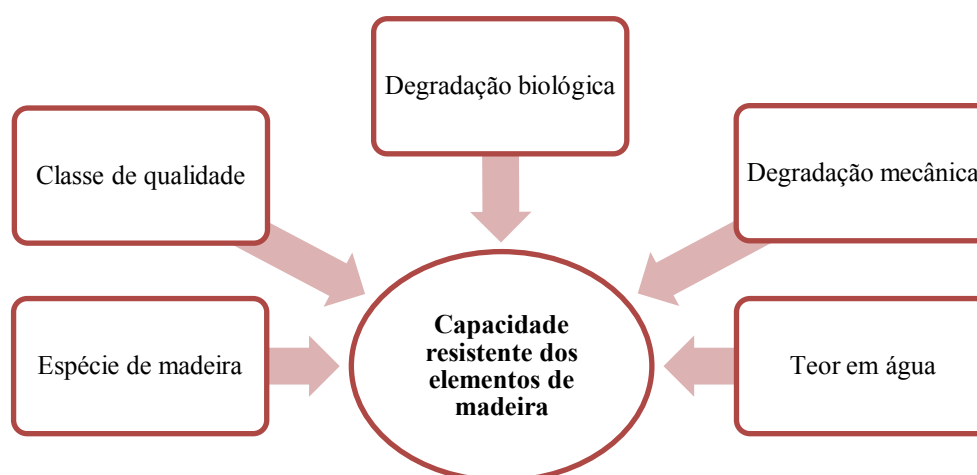 Degradação biológica
Classe de qualidade
Degradação mecânica
Espécie de madeira
Capacidade
resistente dos
elementos de
madeira
Teor em água